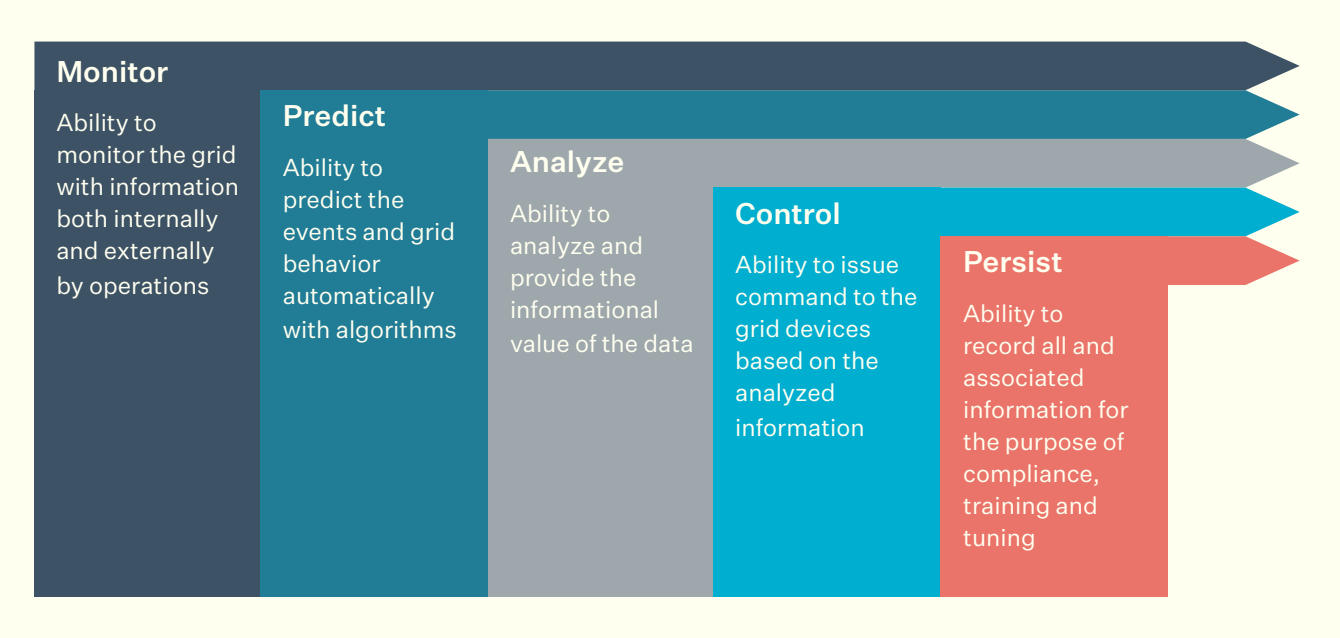 Monitor
Ability to
monitor the grid
with information
both internally
and externally
by operations
Predict
Ability to
predict the
events and grid
behavior
automatically
with algorithms
Analyze
Ability to
analyze and
provide the
informational
value of the data
Control
Ability to issue
command to the
grid devices
based on the
analyzed
information
Persist
Ability to
record all and
associated
information for
the purpose of
compliance,
training and
tuning